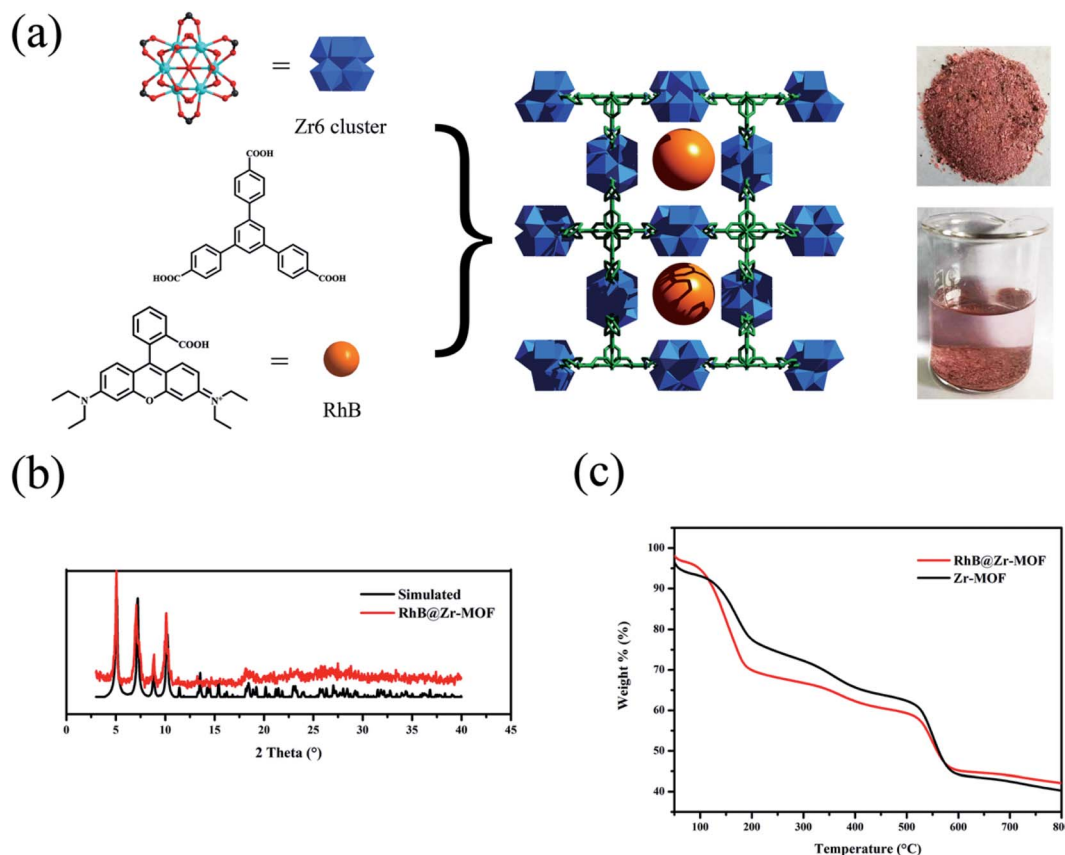 (a)
=
Zr6 cluster
COOH
HOOC
COOH
COOH
N
O
N+
=
RhB
(b)
Simulated
RhB@Zr-MOF
0 5 10 15 20 25 30 35 40 45
2 Theta (°)
(c)
RhB@Zr-MOF
Zr-MOF
Weight % (%)
100
90
80
70
60
50
40
100 200 300 400 500 600 700 80
Temperature (°C)